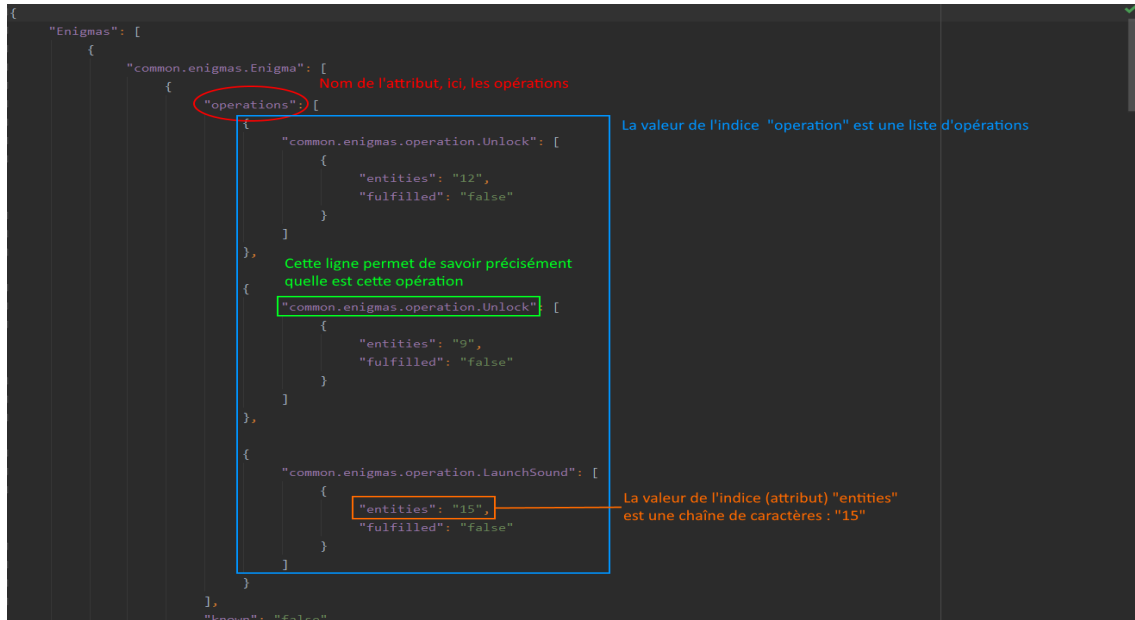 {
"Enigmas": [
{
"common.enigmas.Enigma": [
{
Nom de l'attribut, ici, les opérations
"operations": [
{
La valeur de l'indice "operation" est une liste d'opérations
"common.enigmas.operation.Unlock": [
{
"entities": "12",
"fulfilled": "false"
}
]
},
Cette ligne permet de savoir précisément
quelle est cette opération
{
"common.enigmas.operation.Unlock": [
{
"entities": "9",
"fulfilled": "false"
}
]
},
{
"common.enigmas.operation.LaunchSound": [
{
"entities": "15",
"fulfilled": "false"
La valeur de l'indice (attribut) "entities"
est une chaîne de caractères : "15"
}
]
}
],
"known": "false"